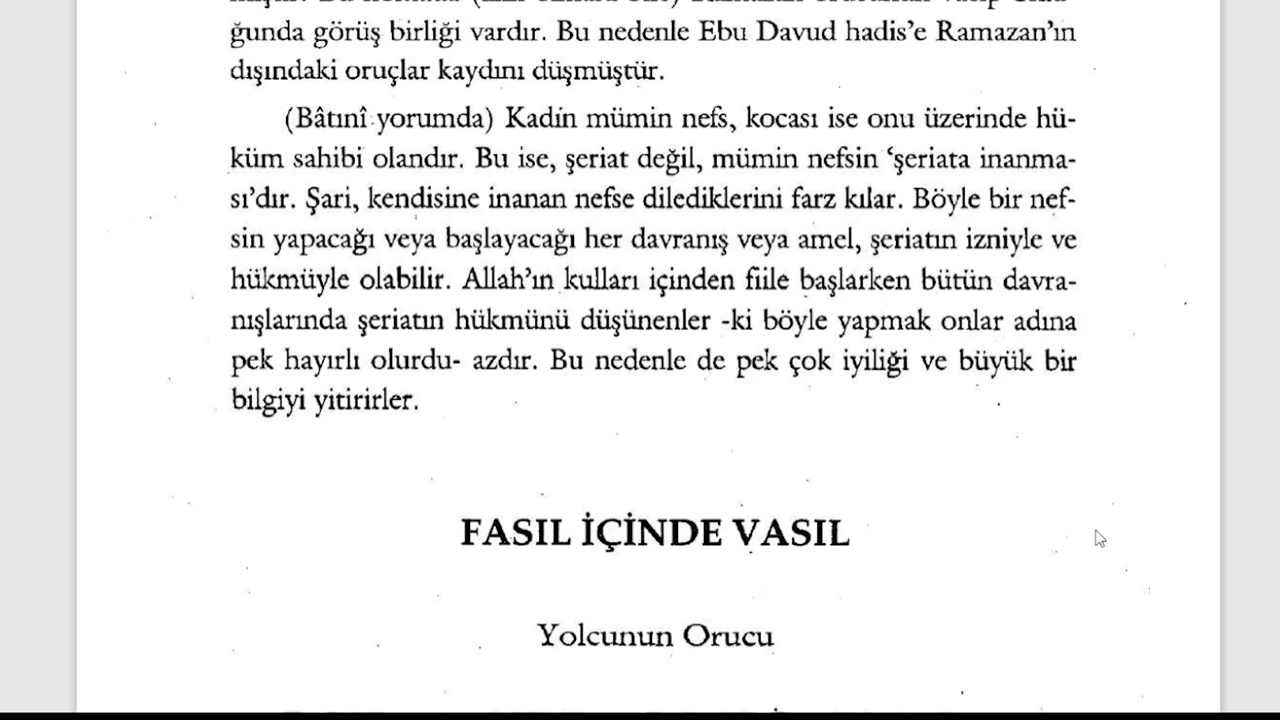 ğunda görüş birliği vardır. Bu nedenle Ebu Davud hadis’e Ramazan’ın
dışındaki oruçlar kaydını düşmüştür.
(Bâtınî yorumda) Kadın mümin nefs, kocası ise onu üzerinde hü-
küm sahibi olandır. Bu ise, şeriat değil, mümin nefsin ‘şeriata inanma-
sı’dır. Şari, kendisine inanan nefse dilediklerini farz kılar. Böyle bir nef-
sin yapacağı veya başlayacağı her davranış veya amel, şeriatın izniyle ve
hükmüyle olabilir. Allah’ın kulları içinden fiile başlarken bütün davra-
nışlarında şeriatın hükmünü düşünenler -ki böyle yapmak onlar adına
pek hayırlı olurdu- azdır. Bu nedenle de pek çok iyiliği ve büyük bir
bilgiyi yitirirler.
FASIL İÇİNDE VASIL
Yolcunun Orucu